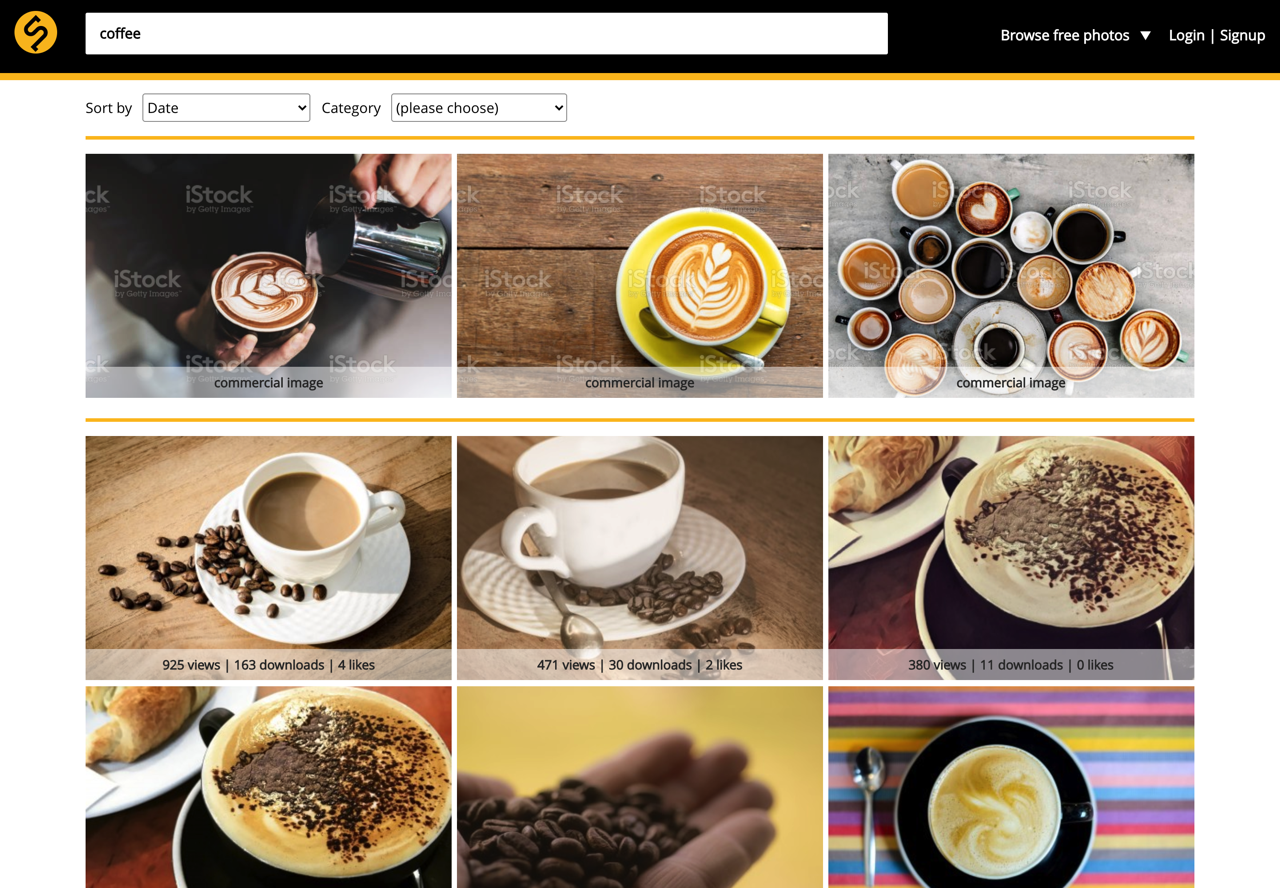 coffee
Browse free photos ▼ Login | Signup
Sort by Date Category (please choose)
iStock
by Getty Images™
commercial image
commercial image
commercial image
925 views | 163 downloads | 4 likes
471 views | 30 downloads | 2 likes
380 views | 11 downloads | 0 likes